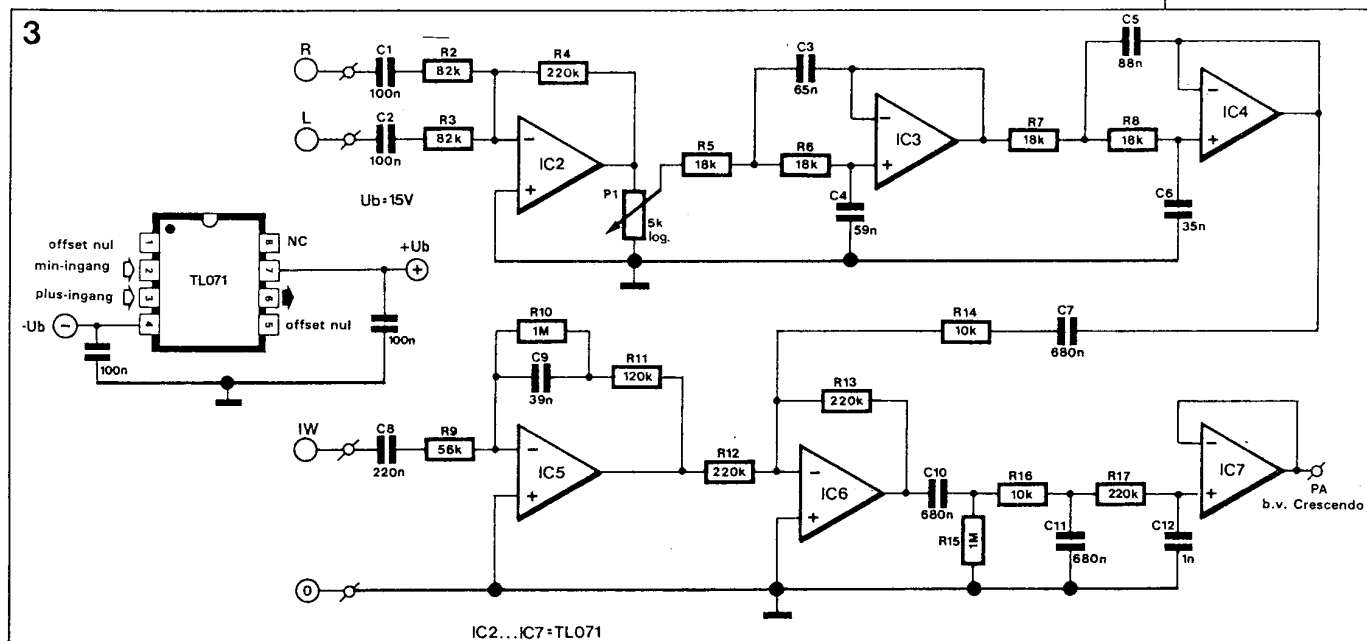 3
R
C1
100n
R2
82k
R4
220k
L
C2
100n
R3
82k
−
+
IC2
P1
5k
log.
R5
18k
C3
65n
R6
18k
C4
59n
−
+
IC3
R7
18k
R8
18k
C5
88n
−
+
IC4
C6
35n
Ub=15V
offset nul
min-ingang
plus-ingang
-Ub
−
1
2
3
4
TL071
8
7
6
5
NC
+Ub
+
offset nul
100n
100n
R14
10k
C7
680n
R10
1M
C9
39n
R11
120k
IW
C8
220n
R9
56k
−
+
IC5
R12
220k
R13
220k
−
+
IC6
C10
680n
R15
1M
R16
10k
C11
680n
R17
220k
C12
1n
−
+
IC7
PA
b.v. Crescendo
0
IC2...IC7=TL071